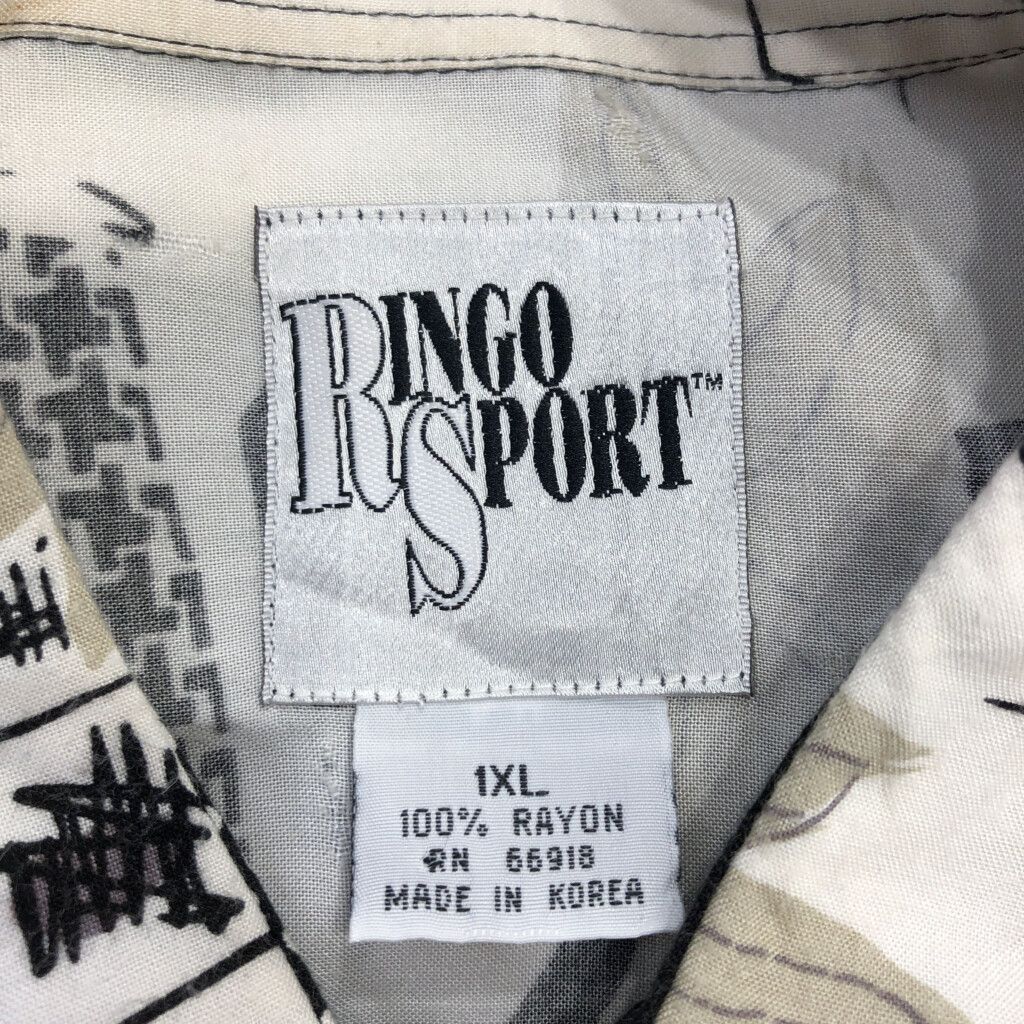 RINGO
SPORT™
1XL
100% RAYON
RN 66918
MADE IN KOREA